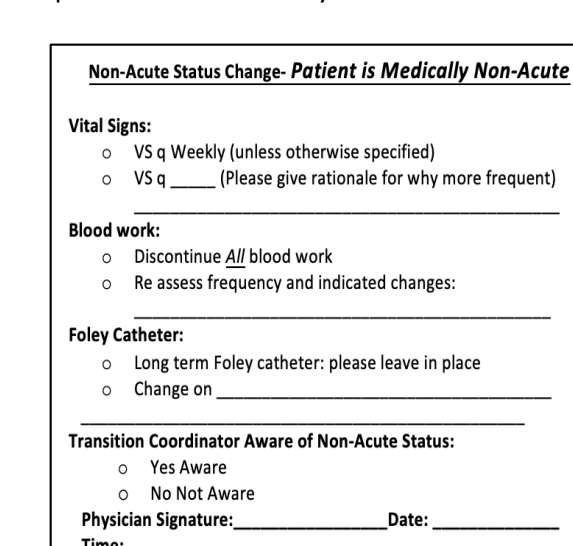 Non-Acute Status Change- Patient is Medically Non-Acute
Vital Signs:
o VS q Weekly (unless otherwise specified)
o VS q _____ (Please give rationale for why more frequent)
Blood work:
o Discontinue All blood work
o Re assess frequency and indicated changes:
Foley Catheter:
o Long term Foley catheter: please leave in place
o Change on
Transition Coordinator Aware of Non-Acute Status:
o Yes Aware
o No Not Aware
Physician Signature:_________________Date: ______________
Time: